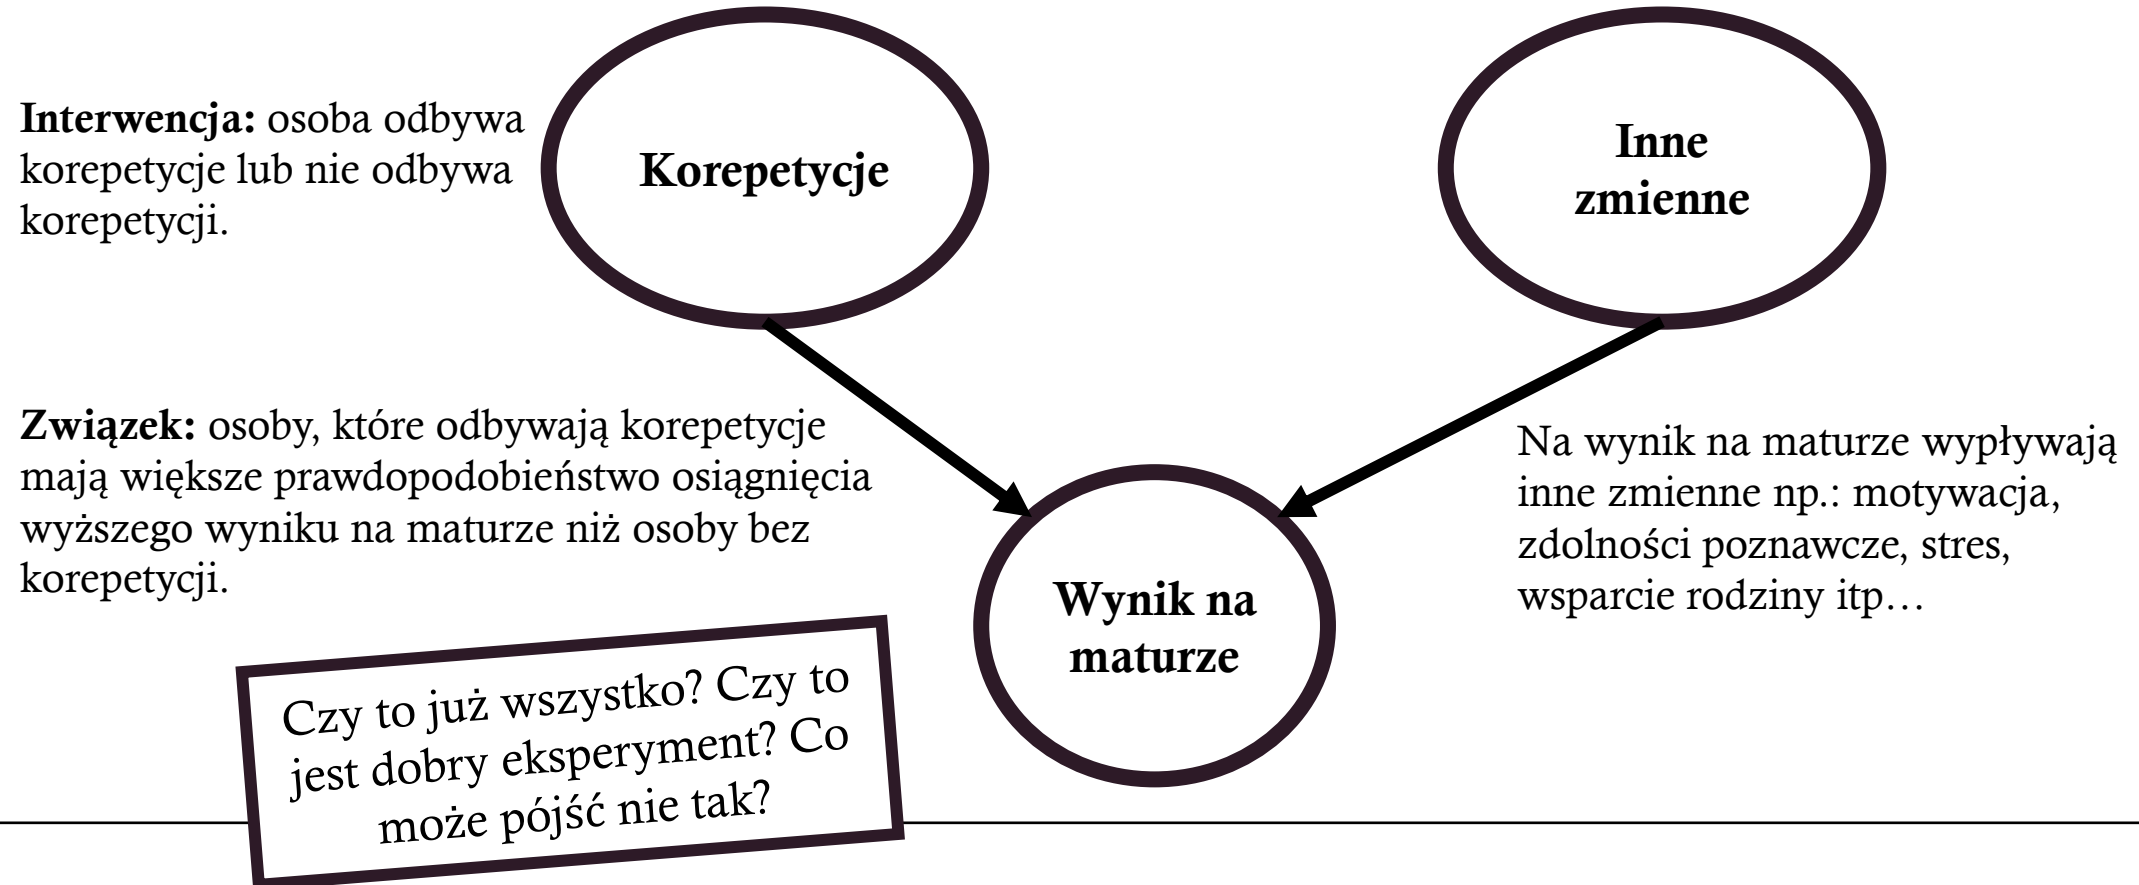 Interwencja: osoba odbywa
korepetycje lub nie odbywa
korepetycji.
Korepetycje
Inne
zmienne
Związek: osoby, które odbywają korepetycje
mają większe prawdopodobieństwo osiągnięcia
wyższego wyniku na maturze niż osoby bez
korepetycji.
Na wynik na maturze wypływają
inne zmienne np.: motywacja,
zdolności poznawcze, stres,
wsparcie rodziny itp…
Wynik na
maturze
Czy to już wszystko? Czy to
jest dobry eksperyment? Co
może pójść nie tak?